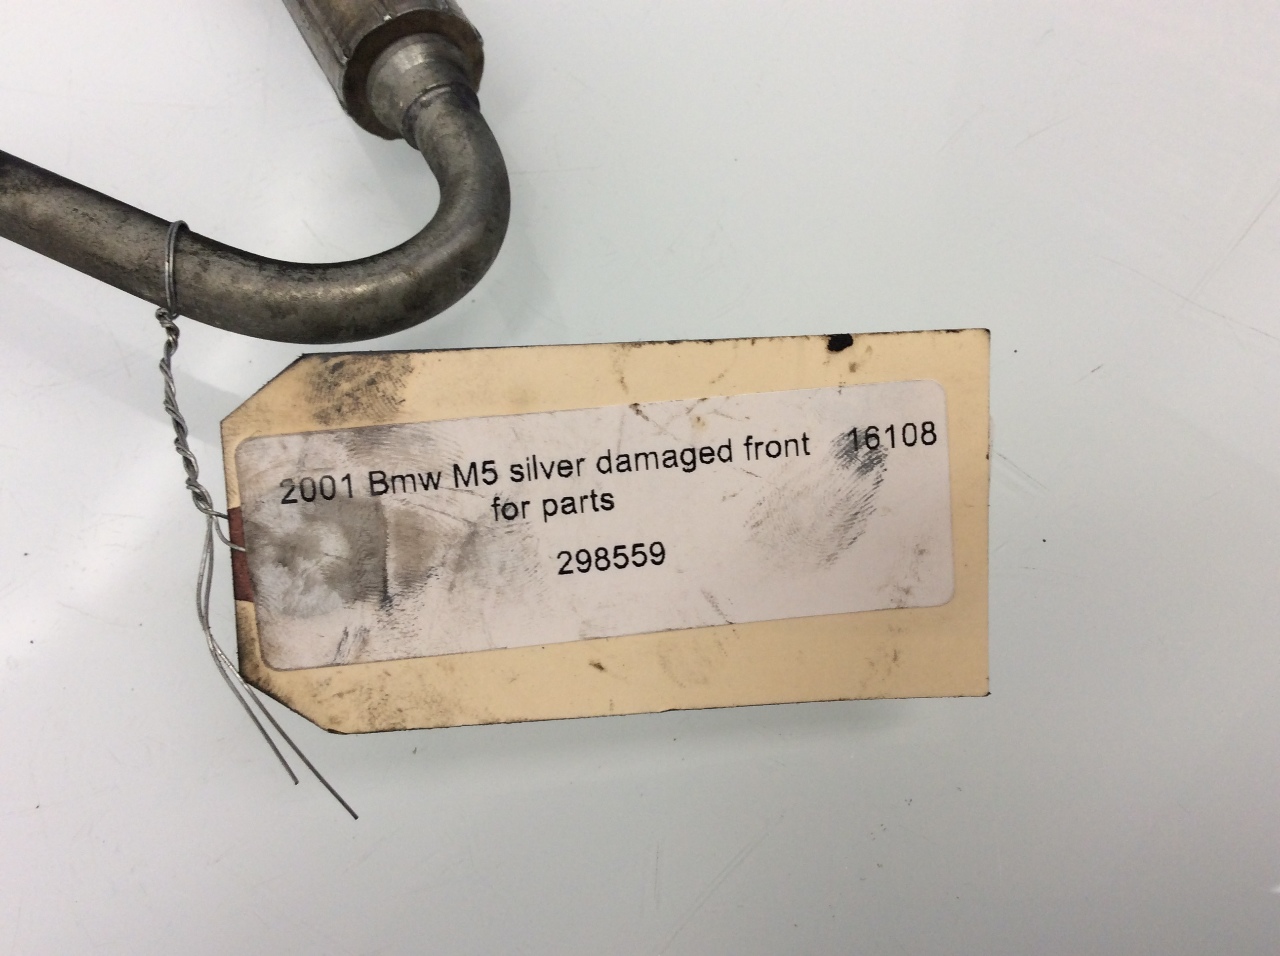 2001 Bmw M5 silver damaged front 16108
for parts
298559